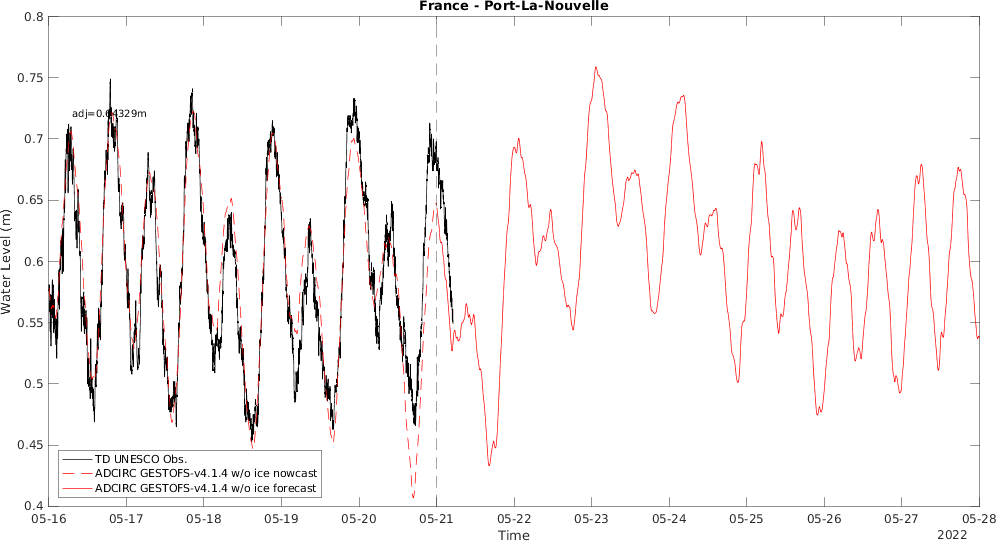 France - Port-La-Nouvelle
0.8
0.75
0.7
0.65
0.6
0.55
0.5
0.45
0.4
Water Level (m)
adj=0.64329m
TD UNESCO Obs.
ADCIRC GESTOFS-v4.1.4 w/o ice nowcast
ADCIRC GESTOFS-v4.1.4 w/o ice forecast
05-16 05-17 05-18 05-19 05-20 05-21 05-22 05-23 05-24 05-25 05-26 05-27 05-28
Time
2022